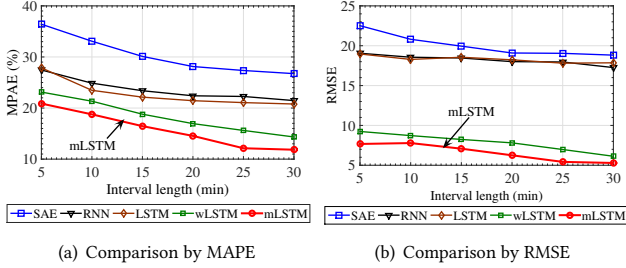 40
30
20
10
MPAE (%)
mLSTM
5 10 15 20 25 30
Interval length (min)
SAE RNN LSTM wLSTM mLSTM
(a) Comparison by MAPE
25
20
15
10
5
RMSE
mLSTM
5 10 15 20 25 30
Interval length (min)
SAE RNN LSTM wLSTM mLSTM
(b) Comparison by RMSE